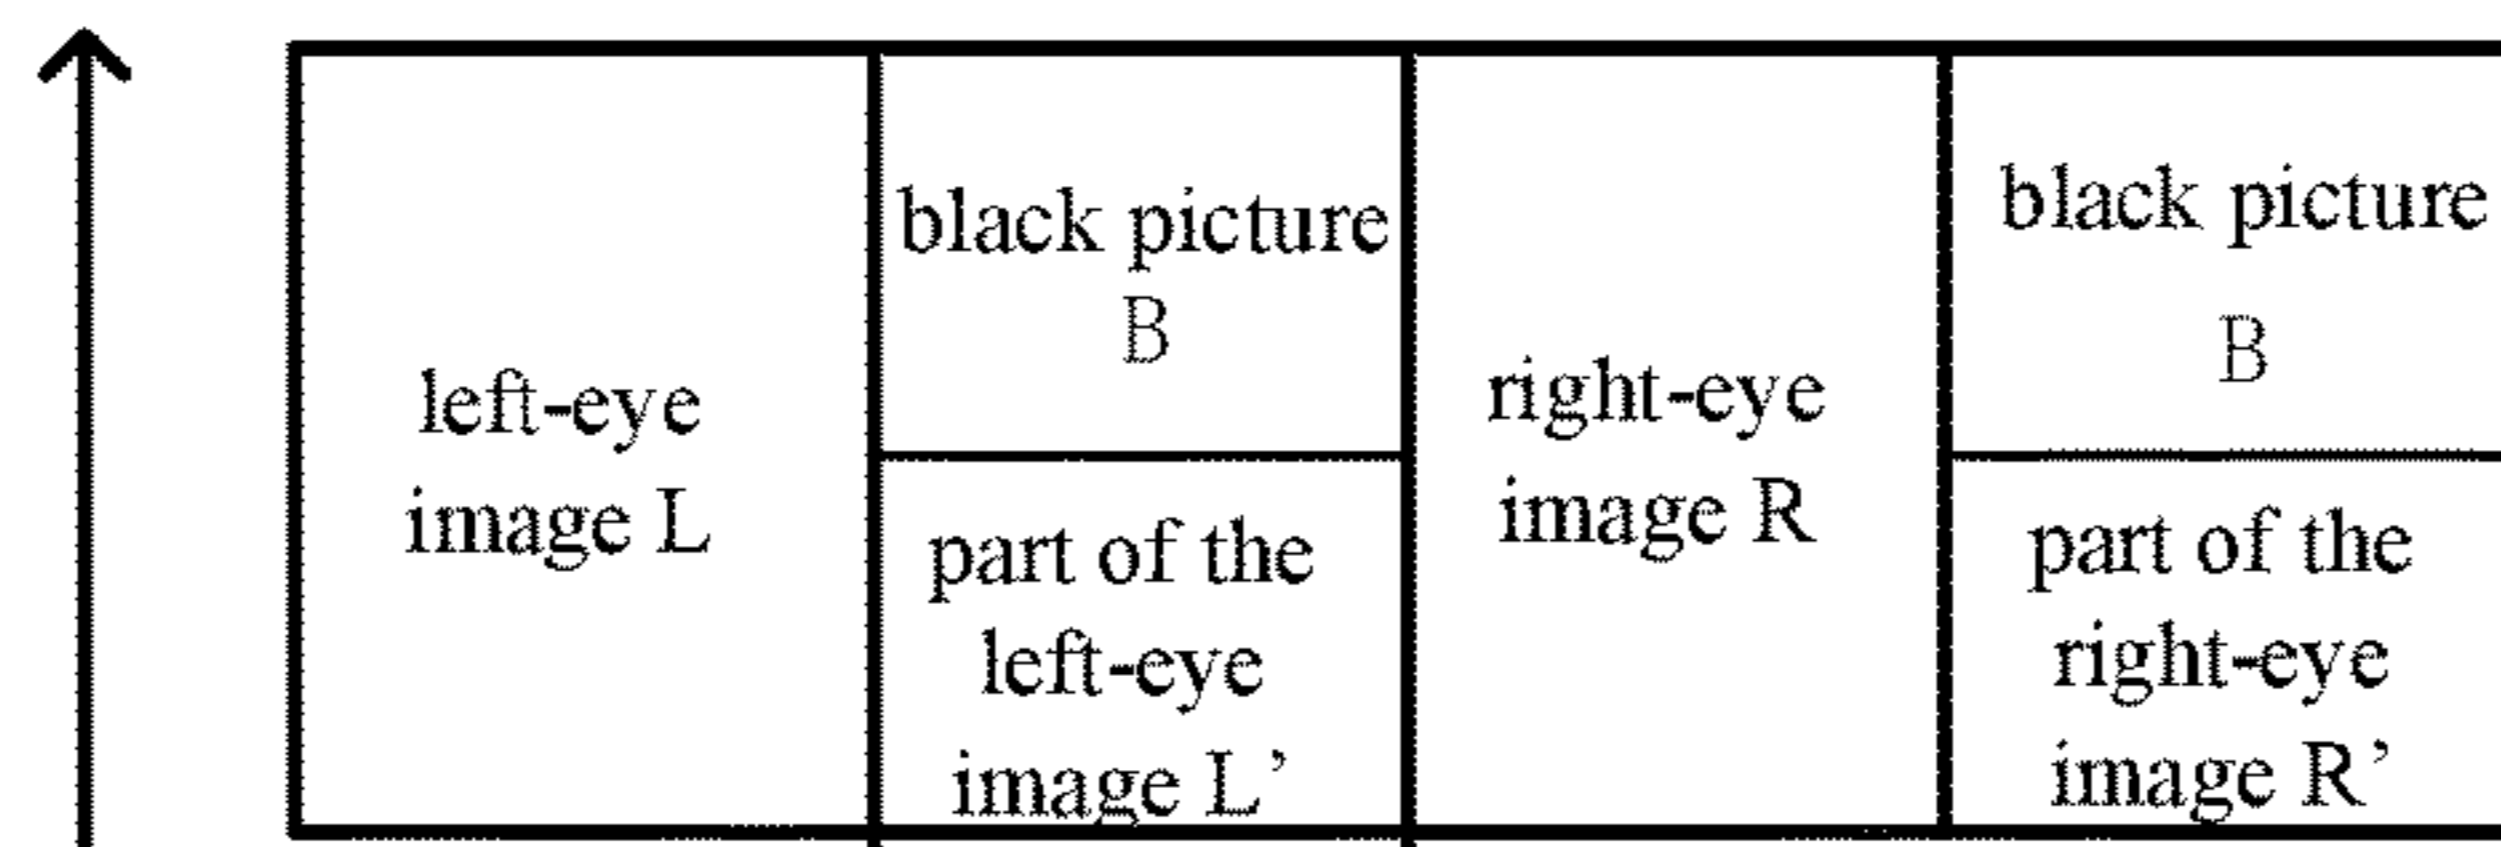 left-eye
image L
black picture
B
part of the
left-eye
image L’
right-eye
image R
black picture
B
part of the
right-eye
image R’